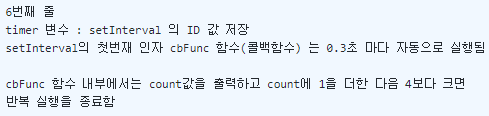 6번째 줄
timer 변수 : setInterval 의 ID 값 저장
setInterval의 첫번재 인자 cbFunc 함수(콜백함수) 는 0.3초 마다 자동으로 실행됨
cbFunc 함수 내부에서는 count값을 출력하고 count에 1을 더한 다음 4보다 크면
반복 실행을 종료함